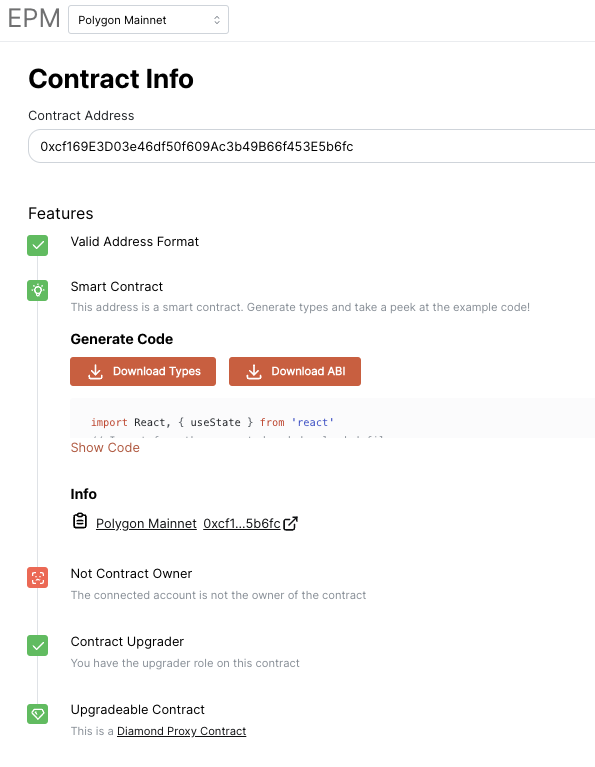 EPM Polygon Mainnet
Contract Info
Contract Address
0xcf169E3D03e46df50f609Ac3b49B66f453E5b6fc
Features
Valid Address Format
Smart Contract
This address is a smart contract. Generate types and take a peek at the example code!
Generate Code
Download Types Download ABI
import React, { useState } from 'react'
Show Code
Info
Polygon Mainnet 0xcf1...5b6fc
Not Contract Owner
The connected account is not the owner of the contract
Contract Upgrader
You have the upgrader role on this contract
Upgradeable Contract
This is a Diamond Proxy Contract